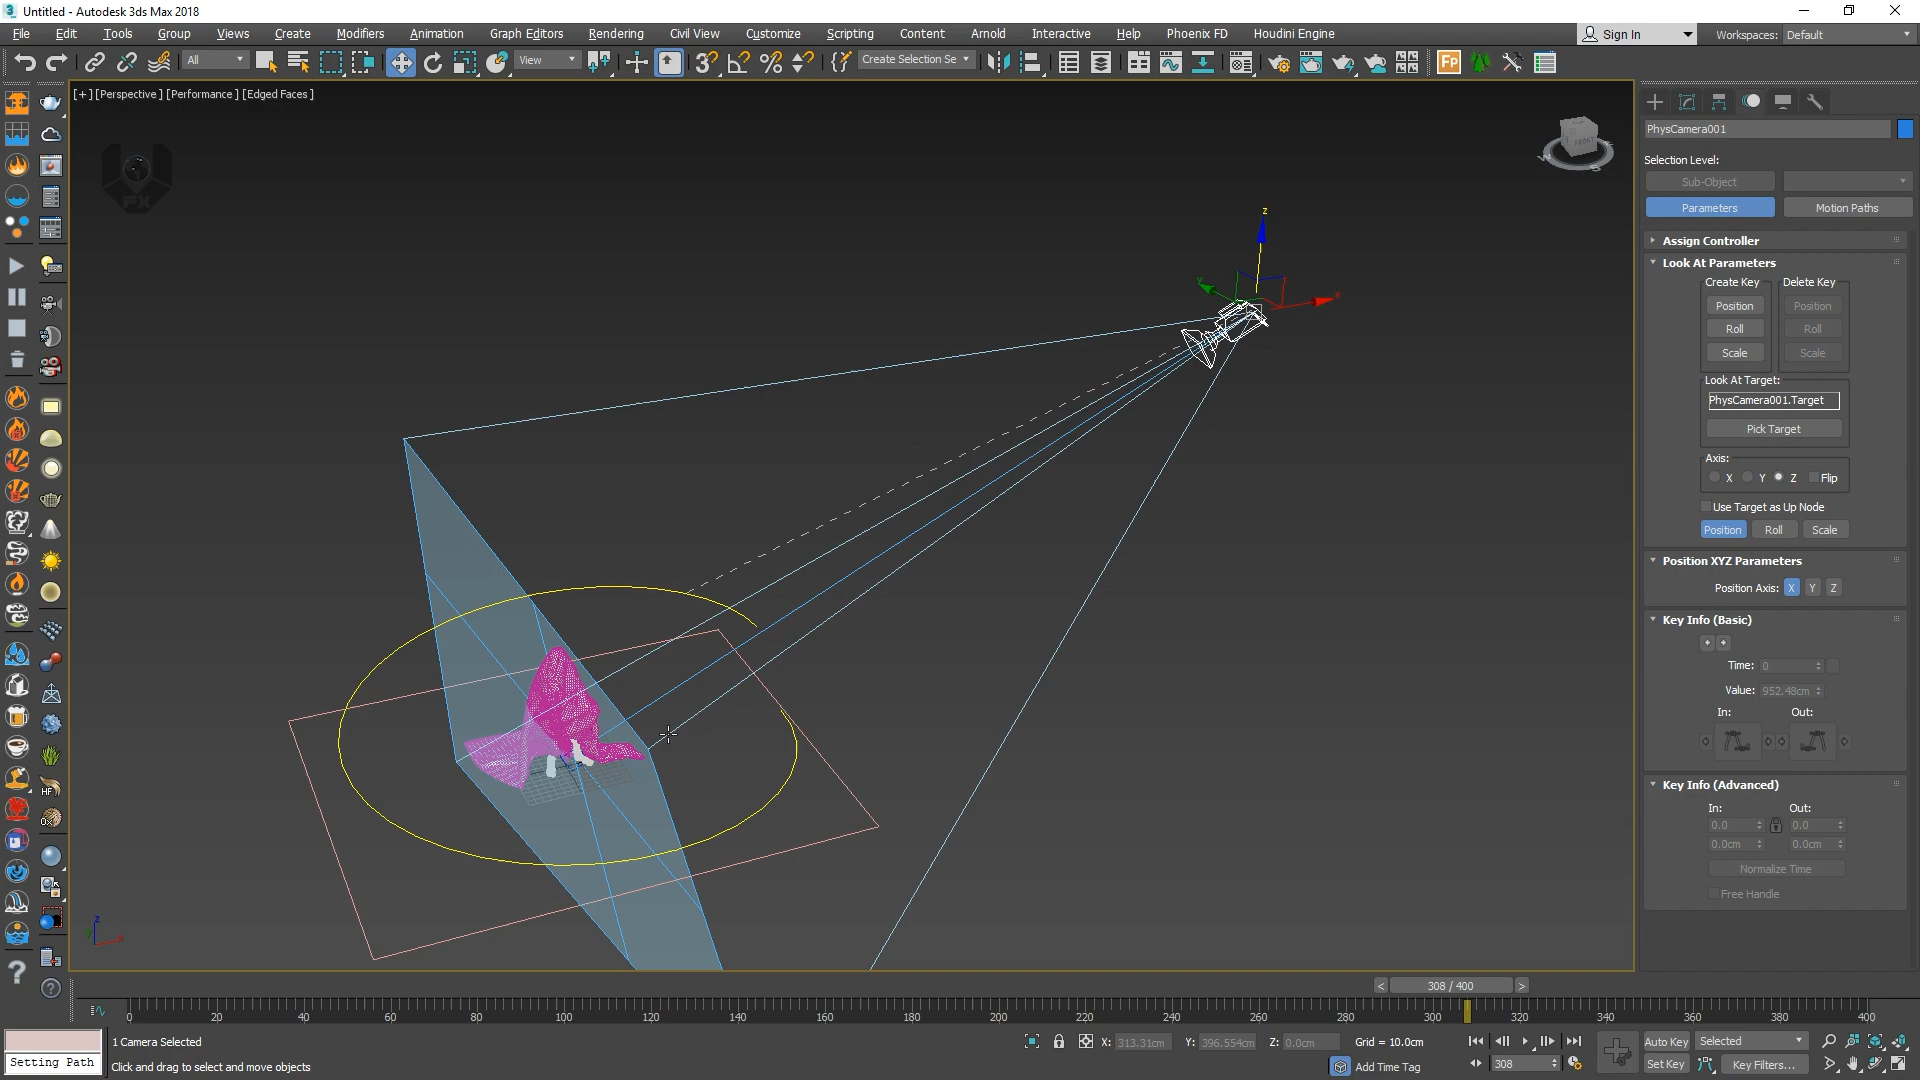 Untitled - Autodesk 3ds Max 2018
File Edit Tools Group Views Create Modifiers Animation Graph Editors Rendering Civil View Customize Scripting Content Arnold Interactive Help Phoenix FD Houdini Engine
Sign In Workspaces: Default
All View Create Selection Se
[+] [Perspective] [Performance] [Edged Faces]
PhysCamera001
Selection Level:
Sub-Object
Parameters Motion Paths
Assign Controller
Look At Parameters
Create Key Delete Key
Position Position
Roll Roll
Scale Scale
Look At Target:
PhysCamera001.Target
Pick Target
Axis:
X Y Z Flip
Use Target as Up Node
Position Roll Scale
Position XYZ Parameters
Position Axis: X Y Z
Key Info (Basic)
Time: 0
Value: 952.48cm
In: Out:
Key Info (Advanced)
In: Out:
0.0 0.0
0.0cm 0.0cm
Normalize Time
Free Handle
FX
FRONT
z
y
x
HF
Ox
z
y
x
< 308 / 400 >
0 20 40 60 80 100 120 140 160 180 200 220 240 260 280 300 320 340 360 380 400
1 Camera Selected
X: 313.31cm Y: 396.554cm Z: 0.0cm Grid = 10.0cm
Auto Key Selected
Setting Path
Click and drag to select and move objects
Add Time Tag
308
Set Key Key Filters...